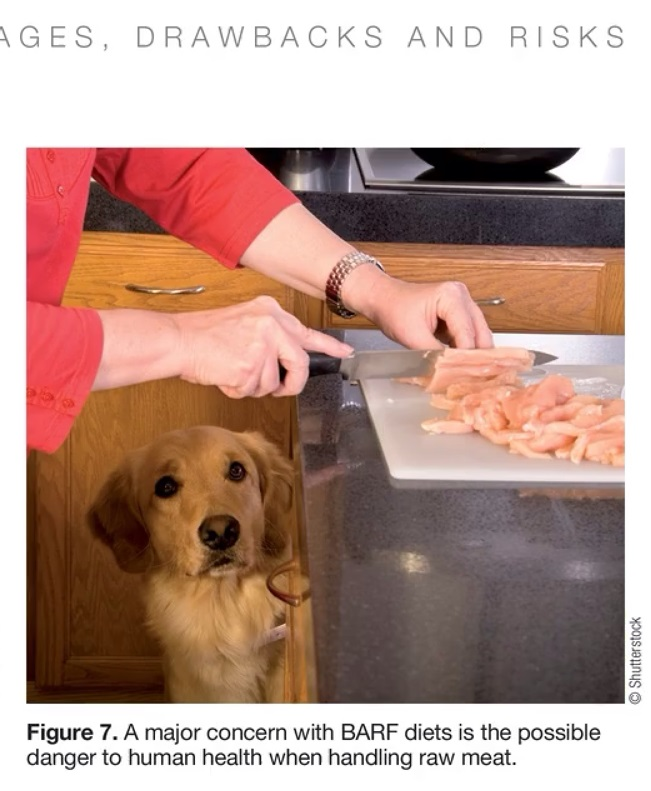 AGES, DRAWBACKS AND RISKS
© Shutterstock
Figure 7. A major concern with BARF diets is the possible
danger to human health when handling raw meat.